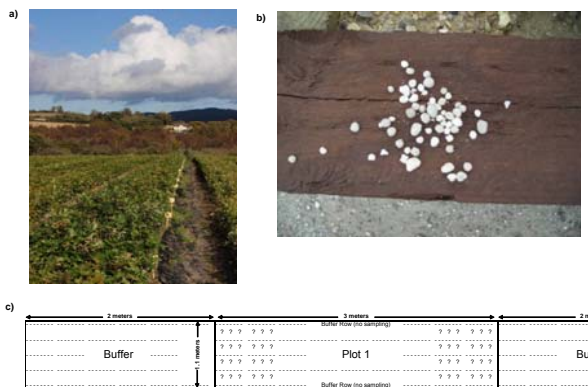 a)
b)
c)
2 meters
3 meters
2 m
Buffer Row (no sampling)
? ? ? ? ? ?
? ? ? ? ? ?
? ? ? ? ? ?
? ? ? ? ? ?
? ? ? ? ? ?
? ? ? ? ? ?
? ? ? ? ? ?
? ? ? ? ? ?
Buffer
1.1 meters
Plot 1
Bu
Buffer Row (no sampling)